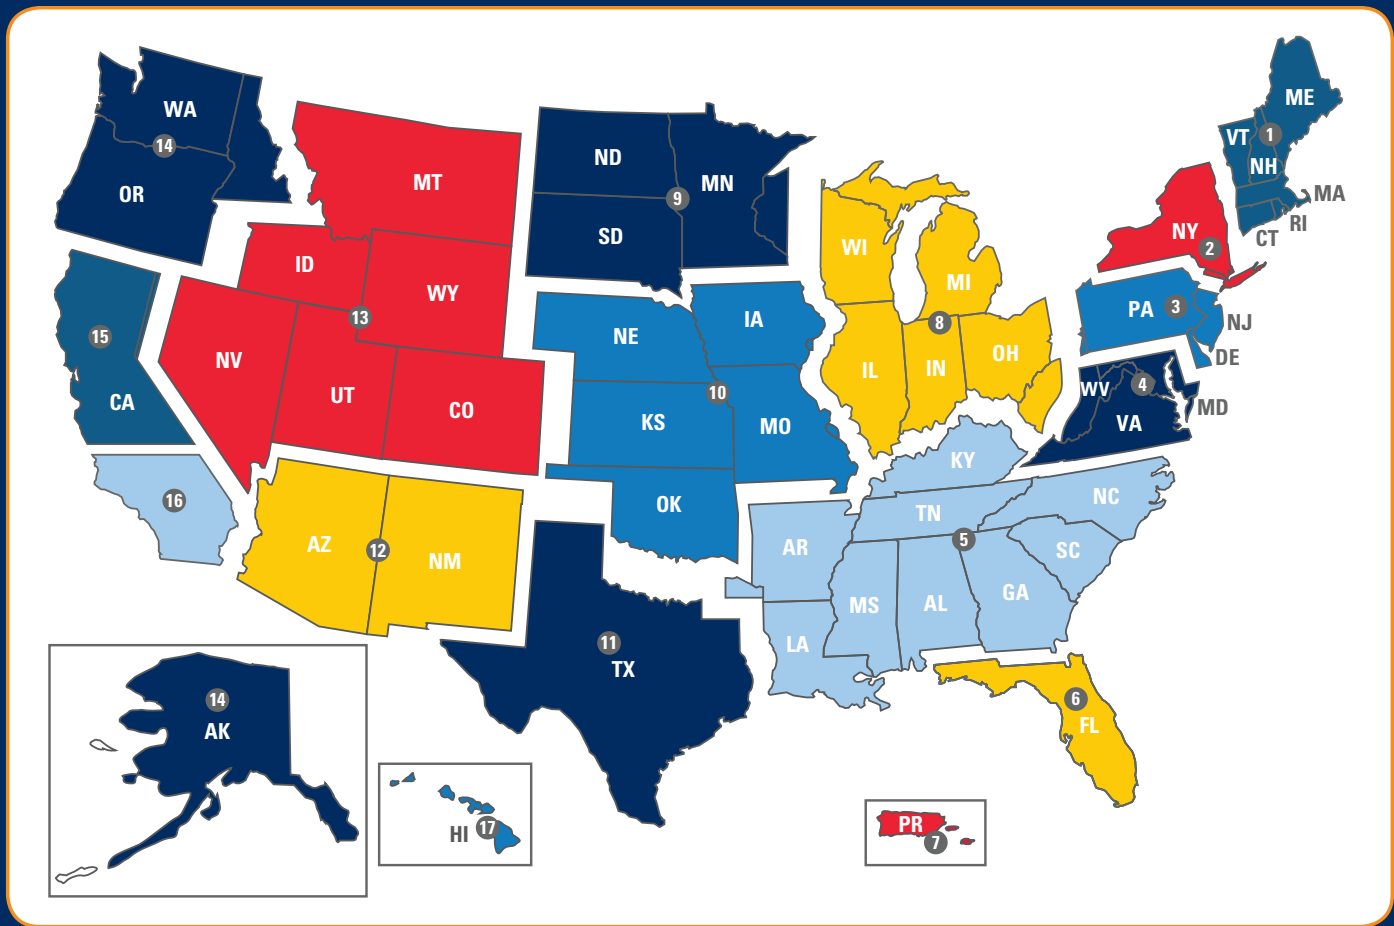 WA
14
OR
MT
ID
WY
13
NV
UT
CO
15
CA
16
AZ
12
NM
ND
MN
9
SD
NE
IA
10
KS
MO
OK
11
TX
WI
MI
8
IL
IN
OH
KY
TN
NC
AR
5
SC
MS
AL
GA
LA
6
FL
ME
VT
1
NH
MA
RI
CT
NY
2
PA
3
NJ
DE
WV
4
MD
VA
14
AK
HI
17
PR
7